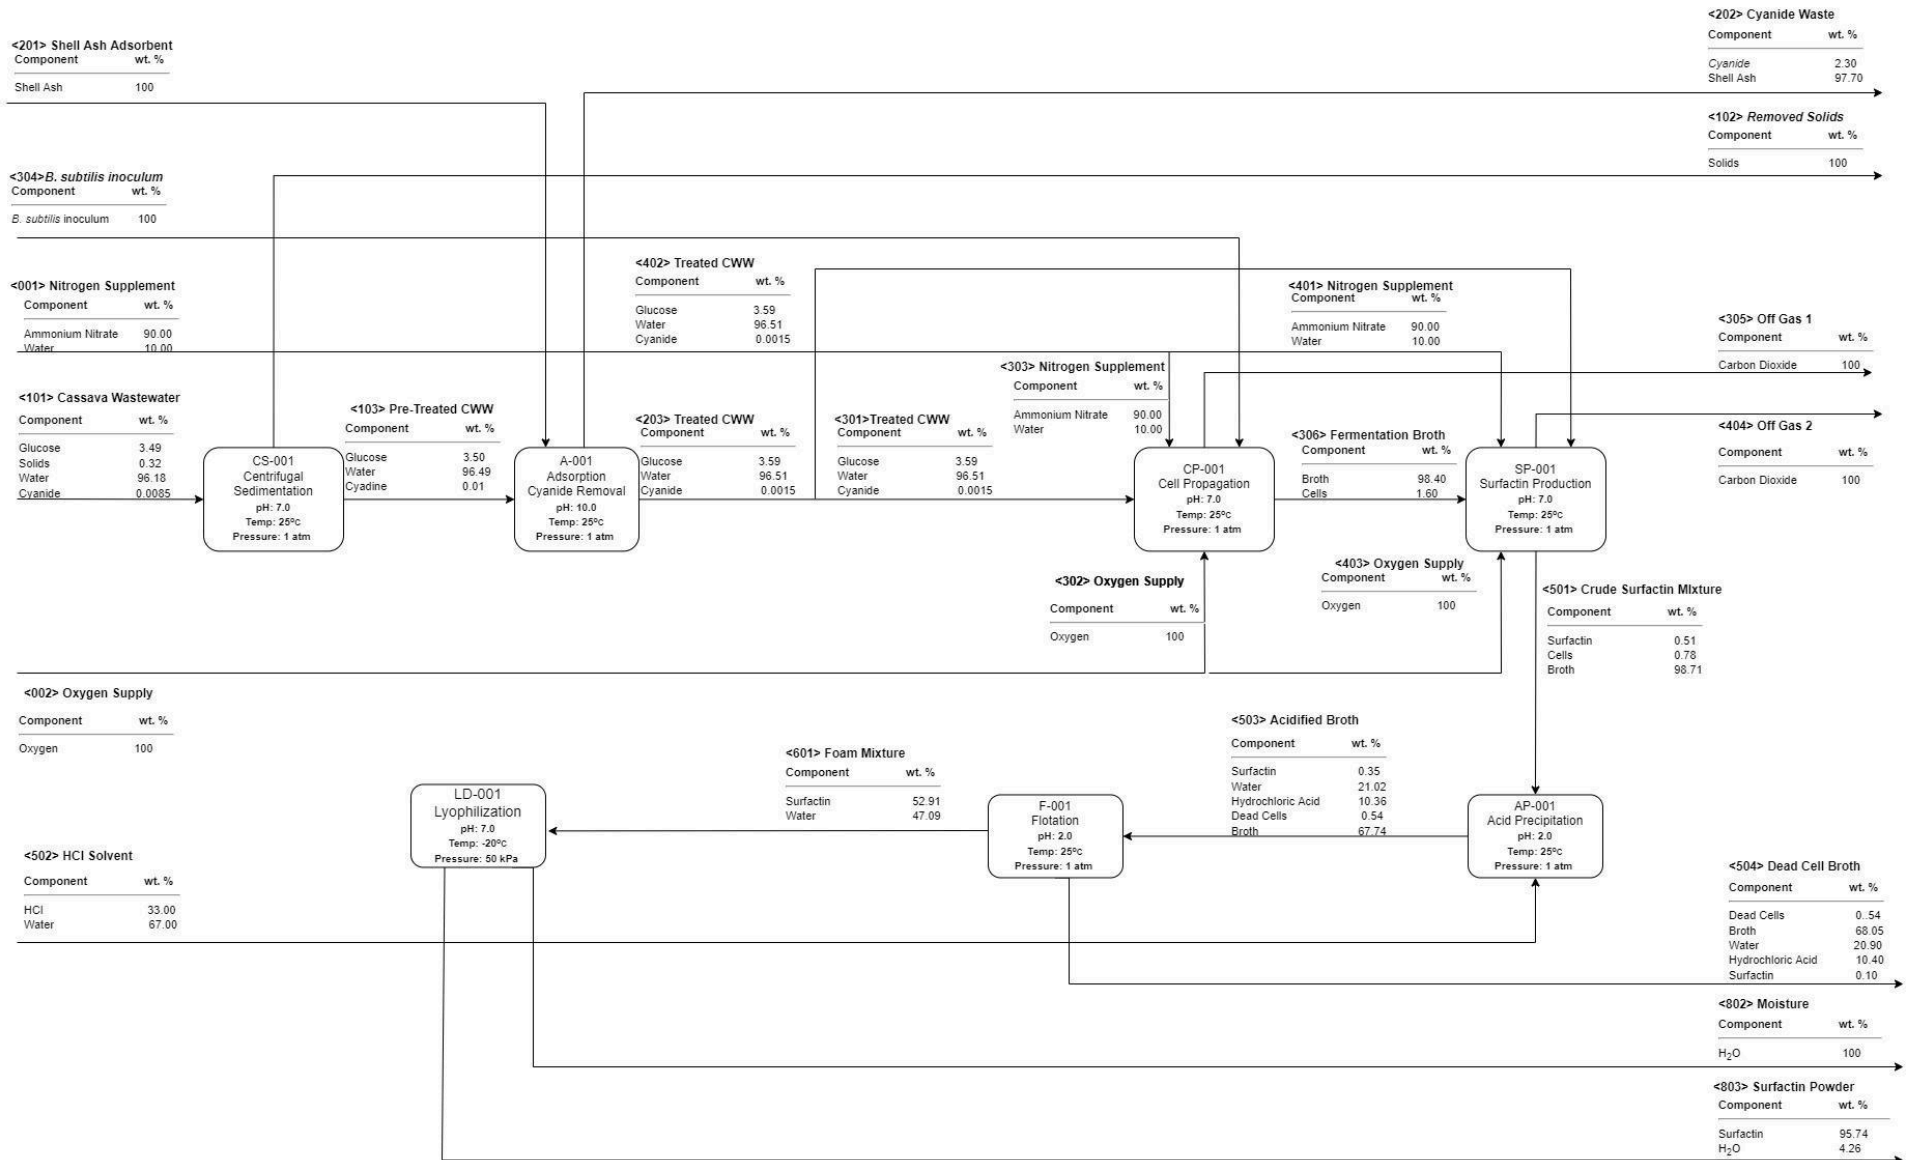 <201> Shell Ash Adsorbent
Component wt. %
Shell Ash 100
<202> Cyanide Waste
Component wt. %
Cyanide 2.30
Shell Ash 97.70
<102> Removed Solids
Component wt. %
Solids 100
<304>B. subtilis inoculum
Component wt. %
B. subtilis inoculum 100
<001> Nitrogen Supplement
Component wt. %
Ammonium Nitrate 90.00
Water 10.00
<402> Treated CWW
Component wt. %
Glucose 3.59
Water 96.51
Cyanide 0.0015
<401> Nitrogen Supplement
Component wt. %
Ammonium Nitrate 90.00
Water 10.00
<305> Off Gas 1
Component wt. %
Carbon Dioxide 100
<101> Cassava Wastewater
Component wt. %
Glucose 3.49
Solids 0.32
Water 96.18
Cyanide 0.0085
CS-001
Centrifugal
Sedimentation
pH: 7.0
Temp: 25ºC
Pressure: 1 atm
<103> Pre-Treated CWW
Component wt. %
Glucose 3.50
Water 96.49
Cyadine 0.01
A-001
Adsorption
Cyanide Removal
pH: 10.0
Temp: 25ºC
Pressure: 1 atm
<203> Treated CWW
Component wt. %
Glucose 3.59
Water 96.51
Cyanide 0.0015
<301>Treated CWW
Component wt. %
Glucose 3.59
Water 96.51
Cyanide 0.0015
<303> Nitrogen Supplement
Component wt. %
Ammonium Nitrate 90.00
Water 10.00
CP-001
Cell Propagation
pH: 7.0
Temp: 25ºC
Pressure: 1 atm
<306> Fermentation Broth
Component wt. %
Broth 98.40
Cells 1.60
SP-001
Surfactin Production
pH: 7.0
Temp: 25ºC
Pressure: 1 atm
<404> Off Gas 2
Component wt. %
Carbon Dioxide 100
<302> Oxygen Supply
Component wt. %
Oxygen 100
<403> Oxygen Supply
Component wt. %
Oxygen 100
<501> Crude Surfactin MIxture
Component wt. %
Surfactin 0.51
Cells 0.78
Broth 98.71
<002> Oxygen Supply
Component wt. %
Oxygen 100
<502> HCl Solvent
Component wt. %
HCl 33.00
Water 67.00
LD-001
Lyophilization
pH: 7.0
Temp: -20ºC
Pressure: 50 kPa
<601> Foam Mixture
Component wt. %
Surfactin 52.91
Water 47.09
F-001
Flotation
pH: 2.0
Temp: 25ºC
Pressure: 1 atm
<503> Acidified Broth
Component wt. %
Surfactin 0.35
Water 21.02
Hydrochloric Acid 10.36
Dead Cells 0.54
Broth 67.74
AP-001
Acid Precipitation
pH: 2.0
Temp: 25ºC
Pressure: 1 atm
<504> Dead Cell Broth
Component wt. %
Dead Cells 0..54
Broth 68.05
Water 20.90
Hydrochloric Acid 10.40
Surfactin 0.10
<802> Moisture
Component wt. %
H₂O 100
<803> Surfactin Powder
Component wt. %
Surfactin 95.74
H₂O 4.26